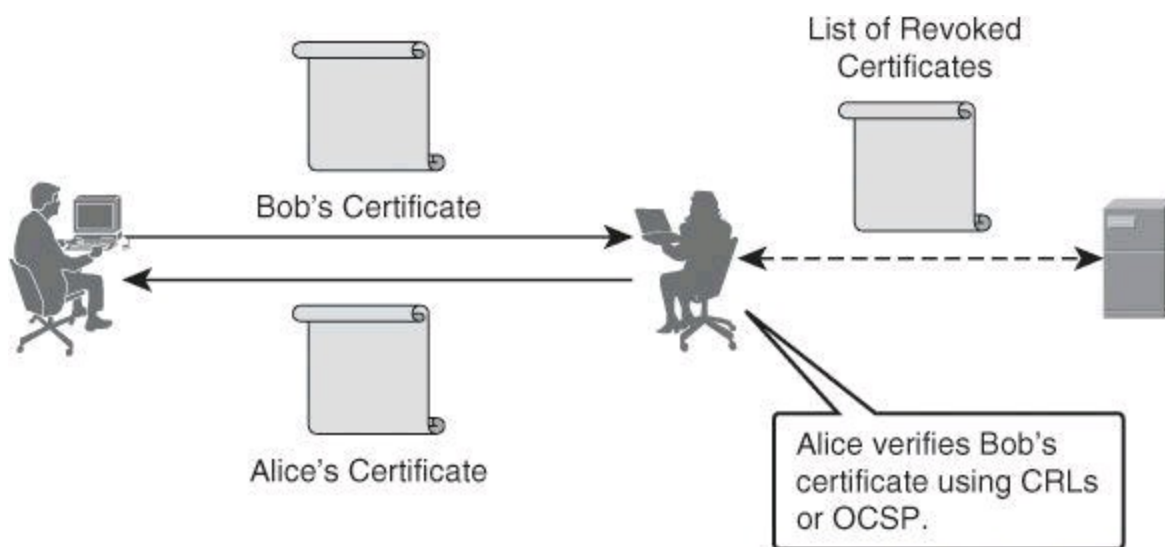 List of Revoked
Certificates
Bob's Certificate
Alice's Certificate
Alice verifies Bob's
certificate using CRLs
or OCSP.